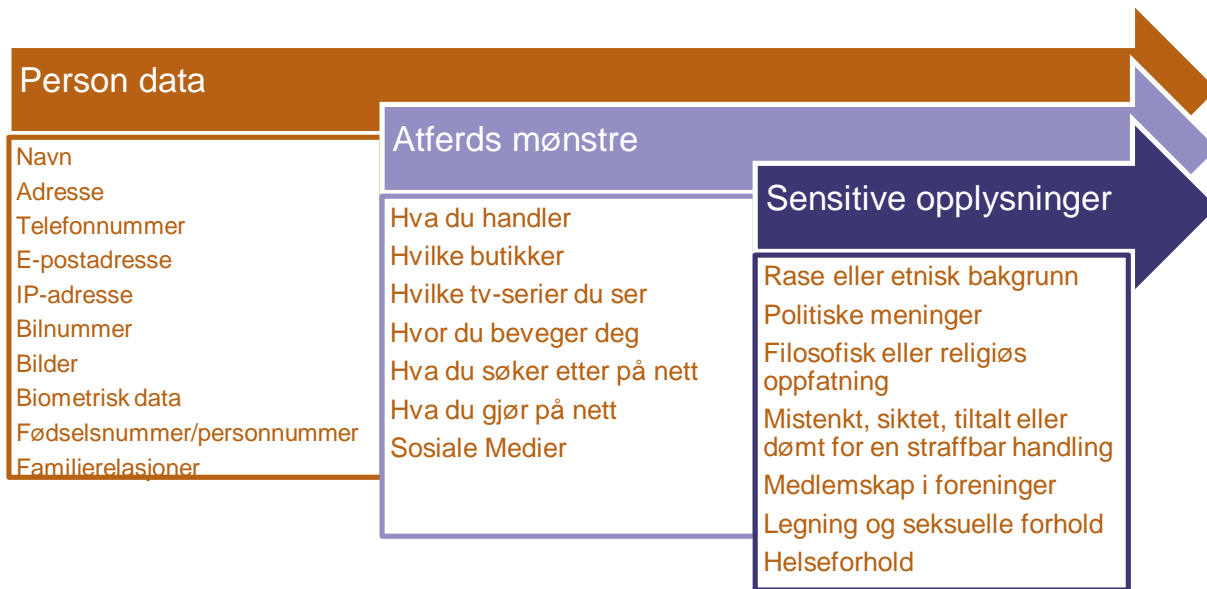 Person data
Navn
Adresse
Telefonnummer
E-postadresse
IP-adresse
Bilnummer
Bilder
Biometrisk data
Fødselsnummer/personnummer
Familierelasjoner
Atferds mønstre
Hva du handler
Hvilke butikker
Hvilke tv-serier du ser
Hvor du beveger deg
Hva du søker etter på nett
Hva du gjør på nett
Sosiale Medier
Sensitive opplysninger
Rase eller etnisk bakgrunn
Politiske meninger
Filosofisk eller religiøs
oppfatning
Mistenkt, siktet, tiltalt eller
dømt for en straffbar handling
Medlemskap i foreninger
Legning og seksuelle forhold
Helseforhold